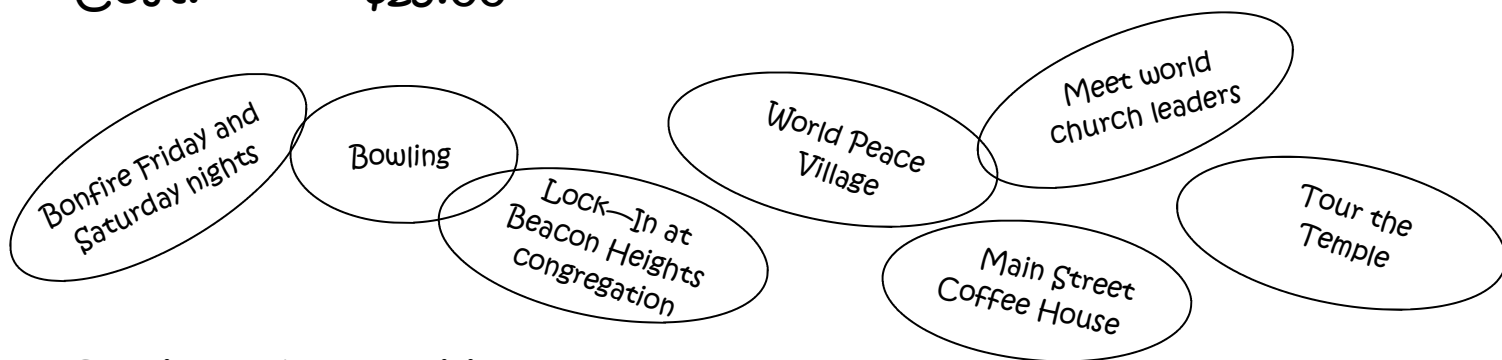 Bonfire Friday and
Saturday nights
Bowling
Lock-In at
Beacon Heights
congregation
World Peace
Village
Meet world
church leaders
Main Street
Coffee House
Tour the
Temple